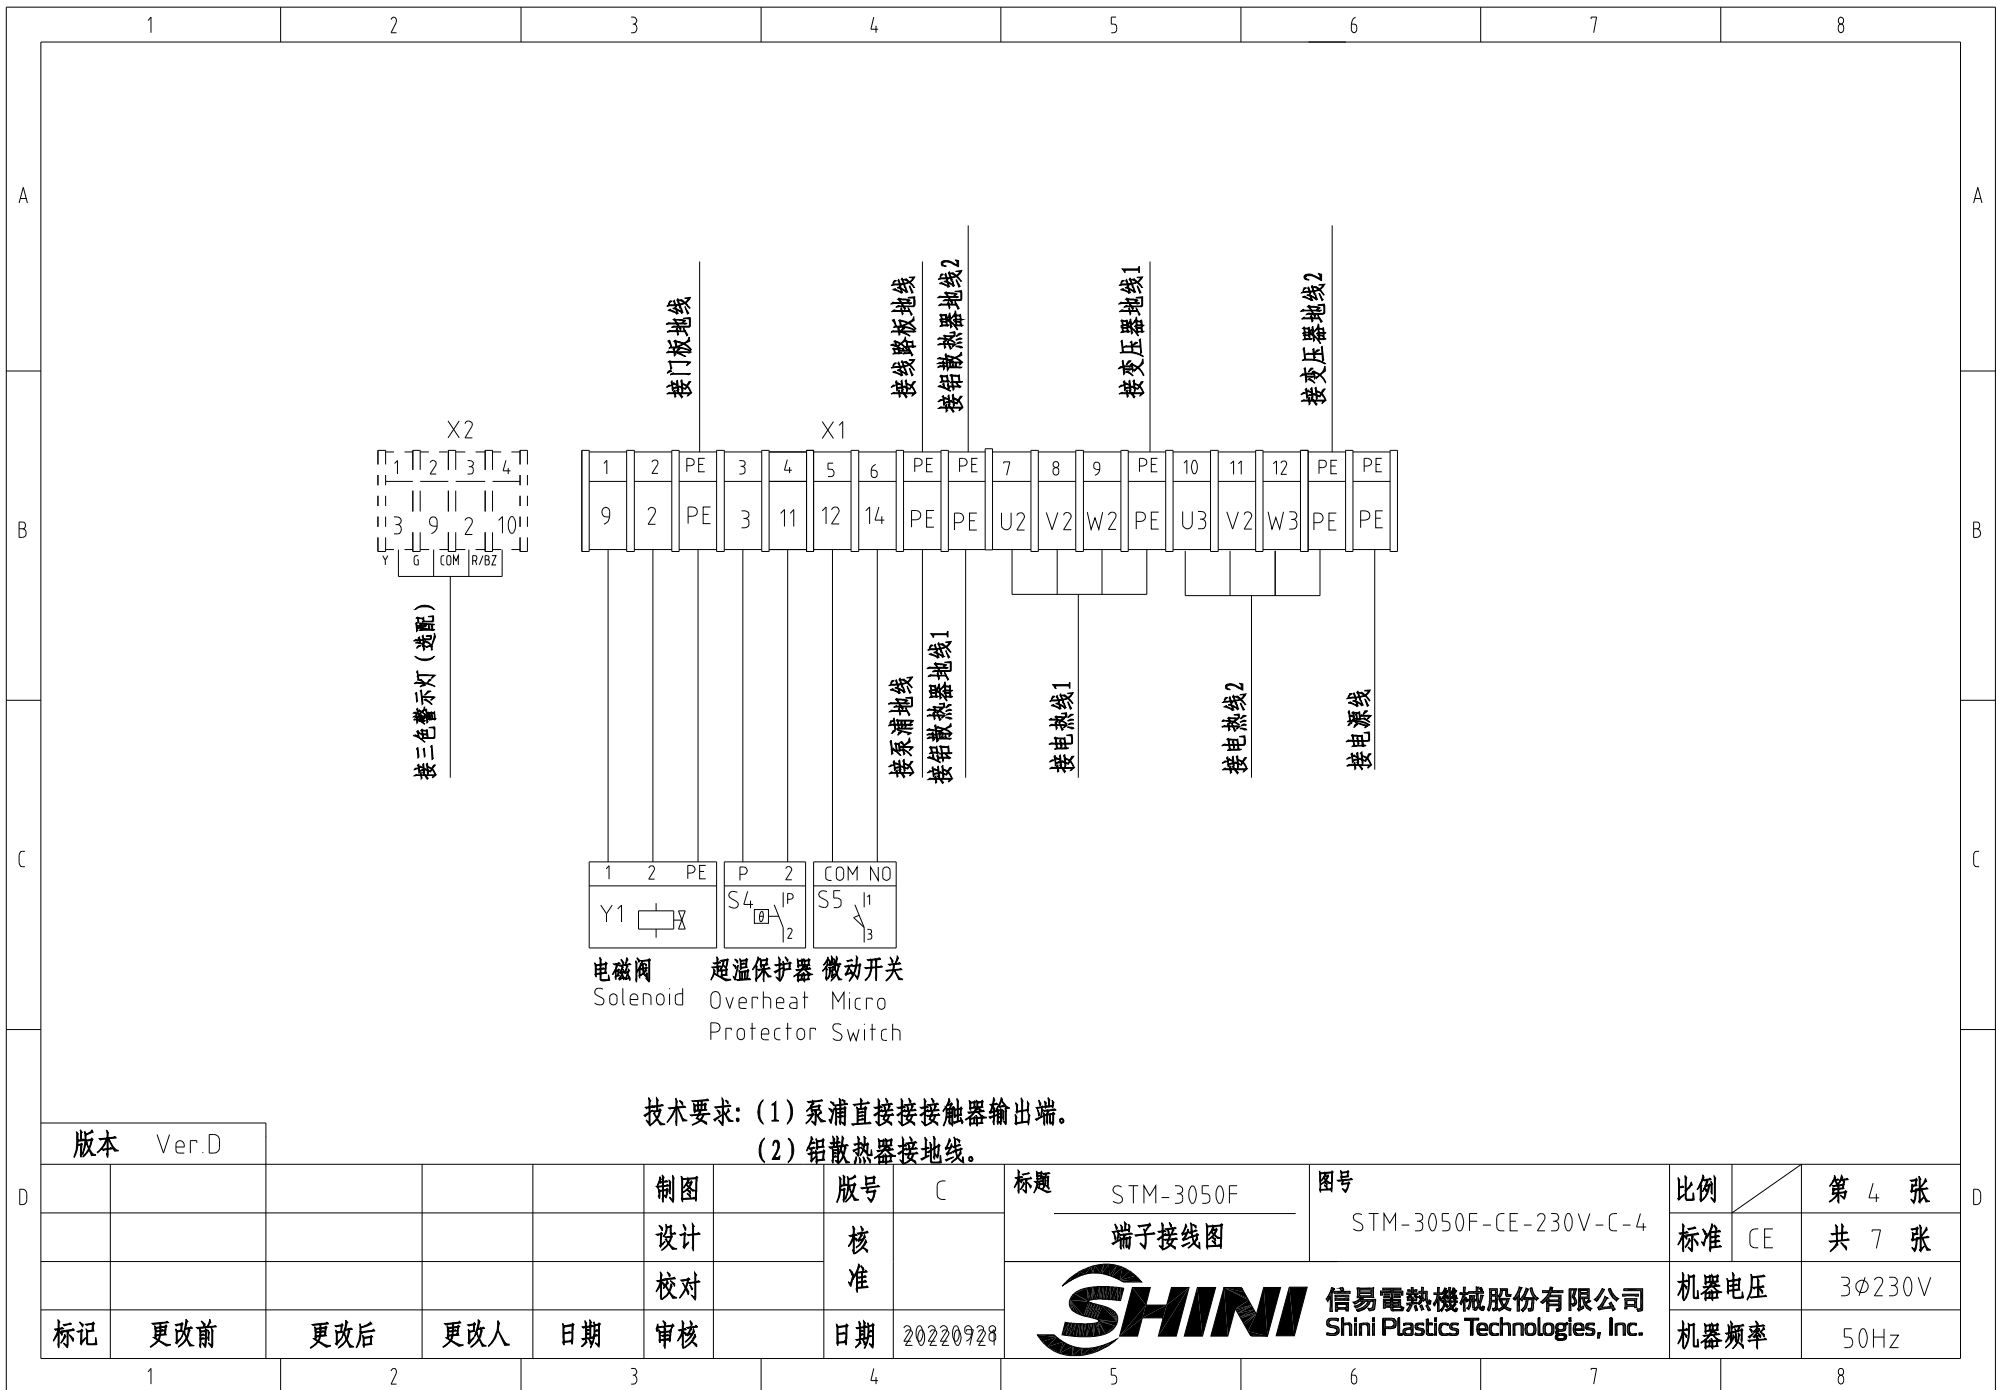 1 2 3 4 5 6 7 8
A A
接门板地线
接线路板地线
接铝散热器地线2
接变压器地线1
接变压器地线2
X2
1 2 3 4
3 9 2 10
Y G COM R/BZ
接三色警示灯(选配)
X1
1 2 PE 3 4 5 6 PE PE 7 8 9 PE 10 11 12 PE PE
9 2 PE 3 11 12 14 PE PE U2 V2 W2 PE U3 V2 W3 PE PE
B B
接泵浦地线
接铝散热器地线1
接电热线1
接电热线2
接电源线
C C
1 2 PE
Y1
电磁阀
Solenoid
P 2
S4 θ P
2
超温保护器
Overheat
Protector
COM NO
S5 1
3
微动开关
Micro
Switch
技术要求:(1)泵浦直接接接触器输出端。
(2)铝散热器接地线。
版本 Ver.D
D D
制图 版号 C
设计 核准
校对
标记 更改前 更改后 更改人 日期 审核 日期
标题 STM-3050F
端子接线图
图号
STM-3050F-CE-230V-C-4
比例 第 4 张
标准 CE 共 7 张
机器电压 3∅230V
机器频率 50Hz
SHINI
信易電熱機械股份有限公司
Shini Plastics Technologies, Inc.
1 2 3 4 5 6 7 8